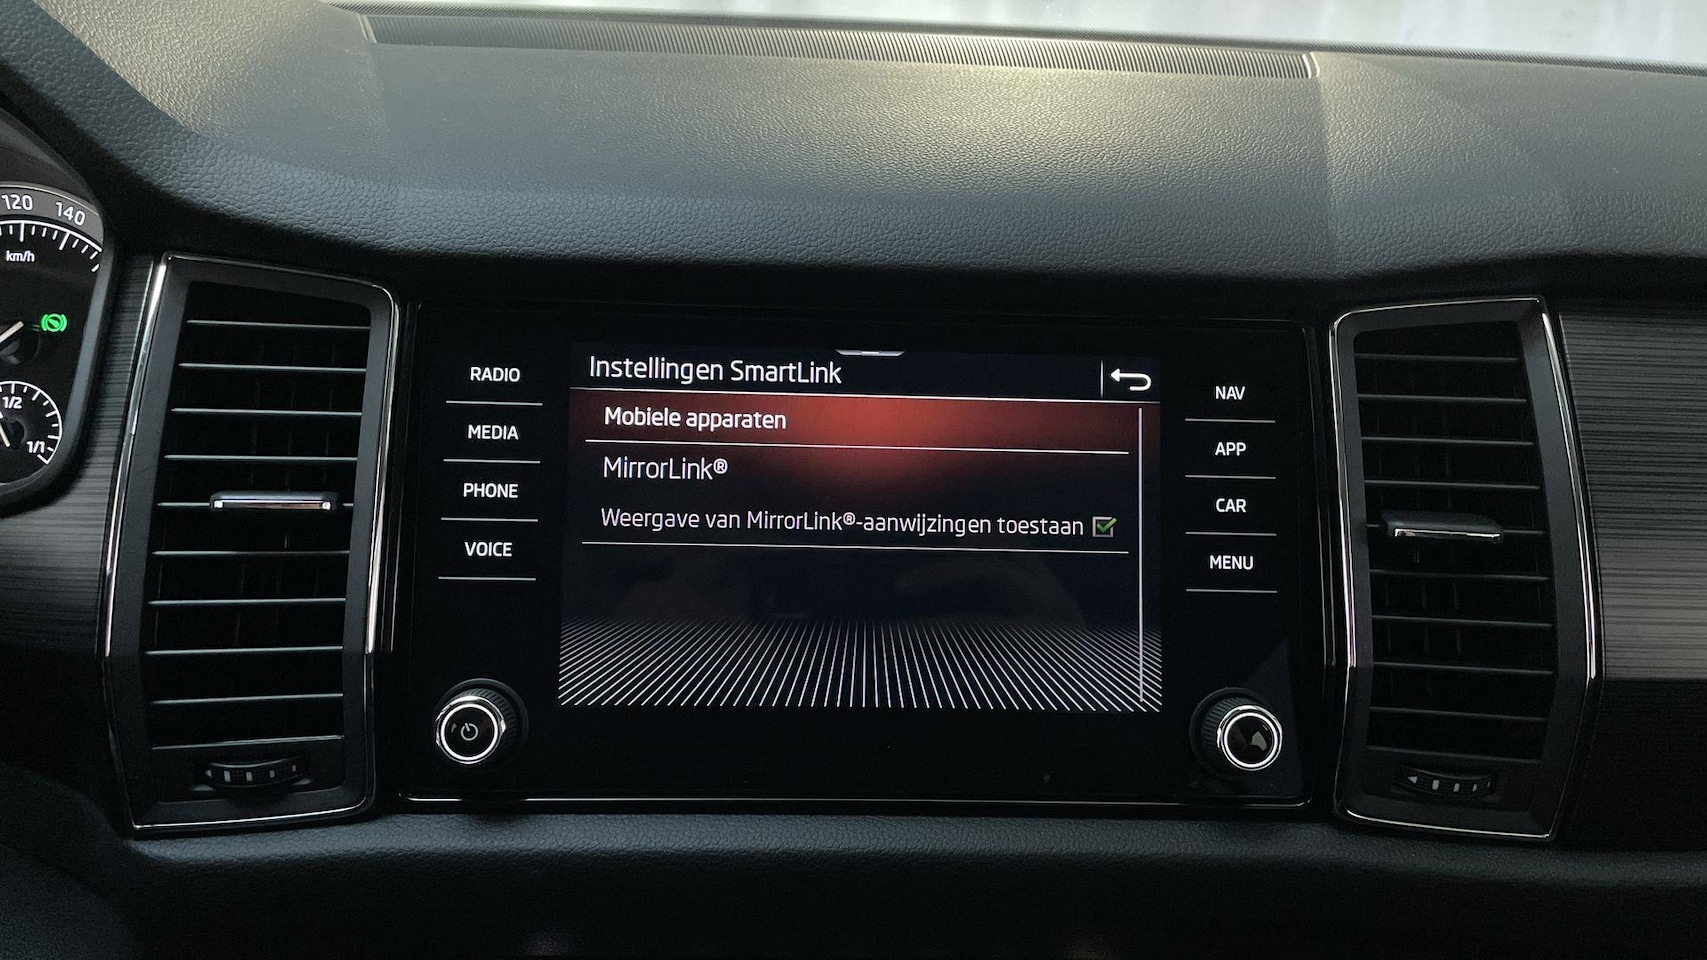 120 140
km/h
1/2
1/1
RADIO
MEDIA
PHONE
VOICE
Instellingen SmartLink
Mobiele apparaten
MirrorLink®
Weergave van MirrorLink®-aanwijzingen toestaan
NAV
APP
CAR
MENU